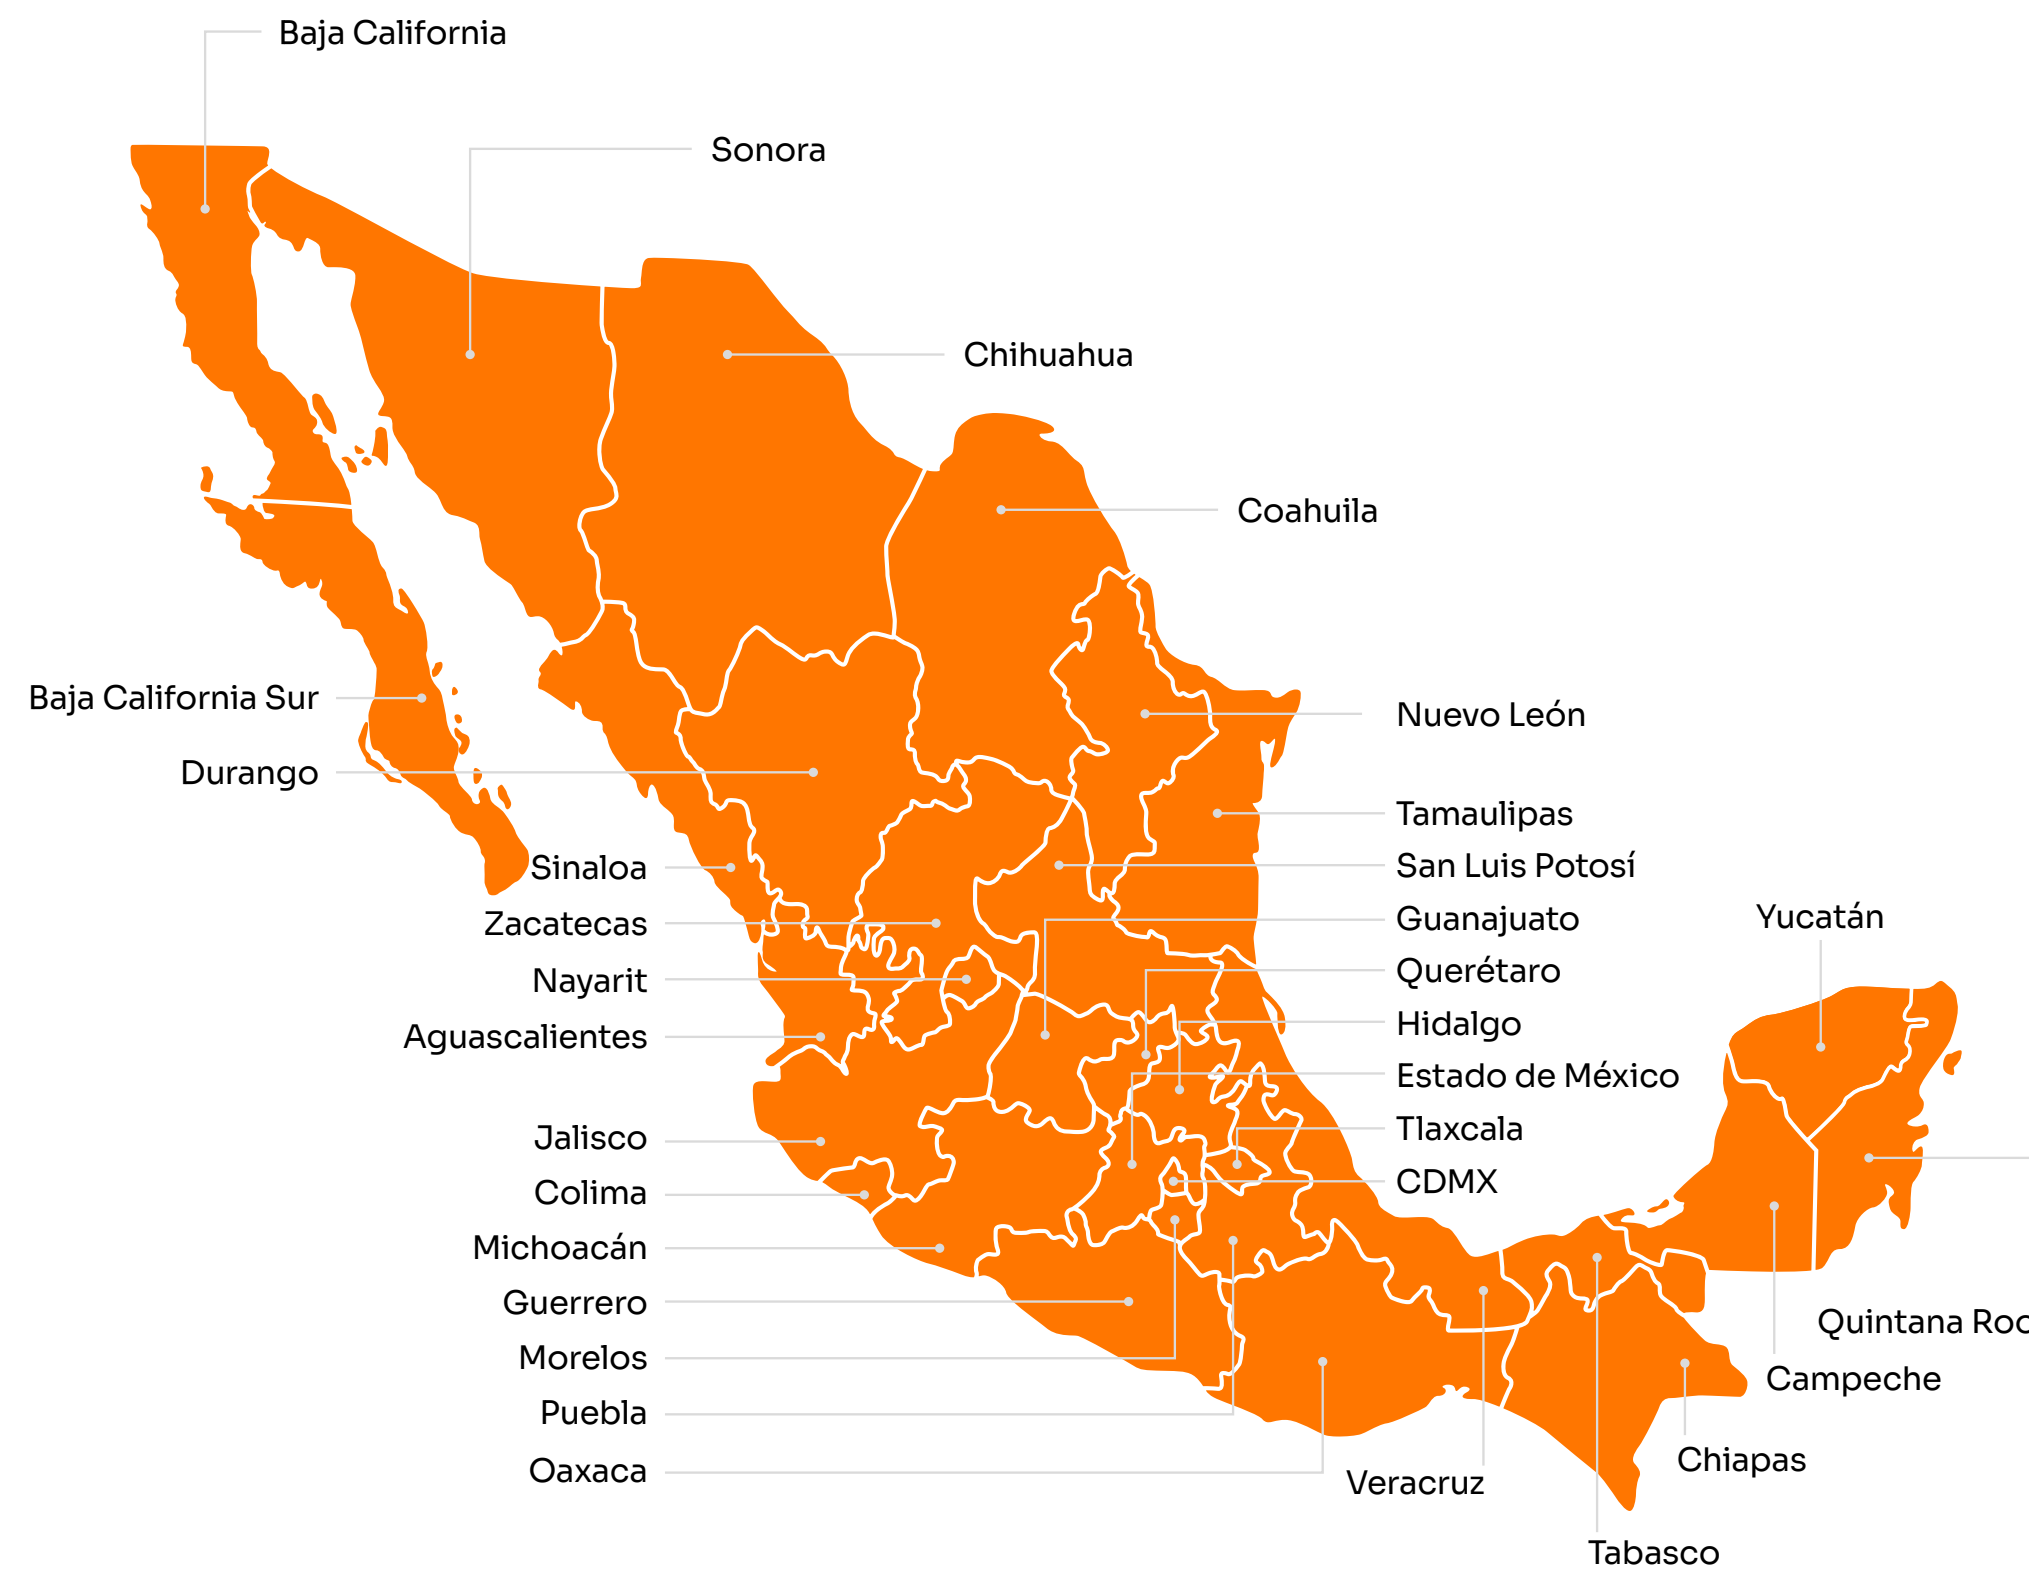 Baja California
Sonora
Chihuahua
Coahuila
Baja California Sur
Nuevo León
Durango
Tamaulipas
Sinaloa
San Luis Potosí
Zacatecas
Guanajuato
Yucatán
Nayarit
Querétaro
Aguascalientes
Hidalgo
Estado de México
Jalisco
Tlaxcala
Colima
CDMX
Michoacán
Guerrero
Quintana Roo
Morelos
Campeche
Puebla
Oaxaca
Veracruz
Chiapas
Tabasco